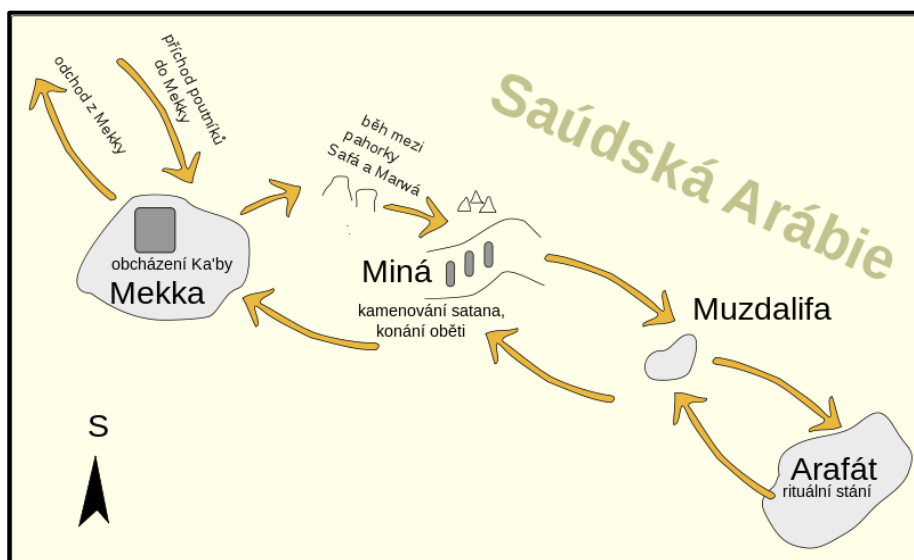 odchod z Mekky
příchod poutníků
do Mekky
běh mezi
pahorky
Safá a Marwá
Saúdská Arábie
obcházení Ka'by
Mekka
Miná
kamenování satana,
konání oběti
Muzdalifa
Arafát
rituální stání
S